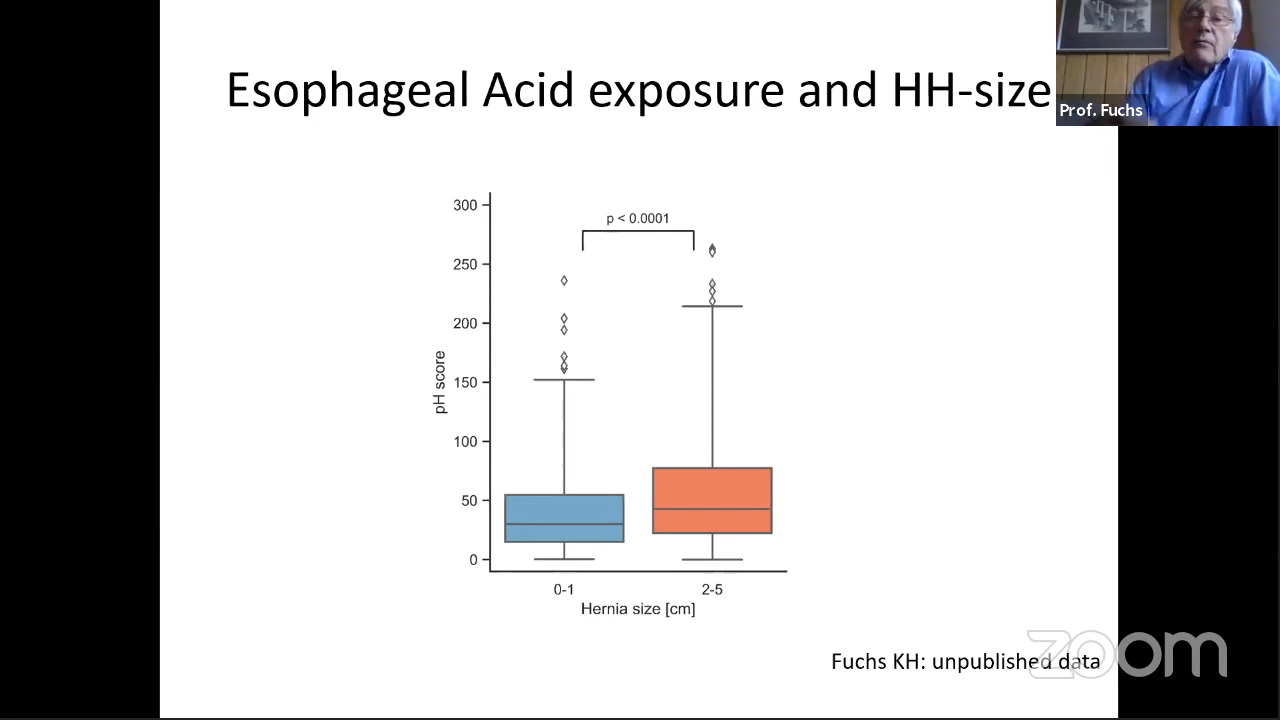 Esophageal Acid exposure and HH-size
Prof. Fuchs
300
p < 0.0001
250
200
150
100
50
0
pH score
0-1
2-5
Hernia size [cm]
Fuchs KH: unpublished data
zoom